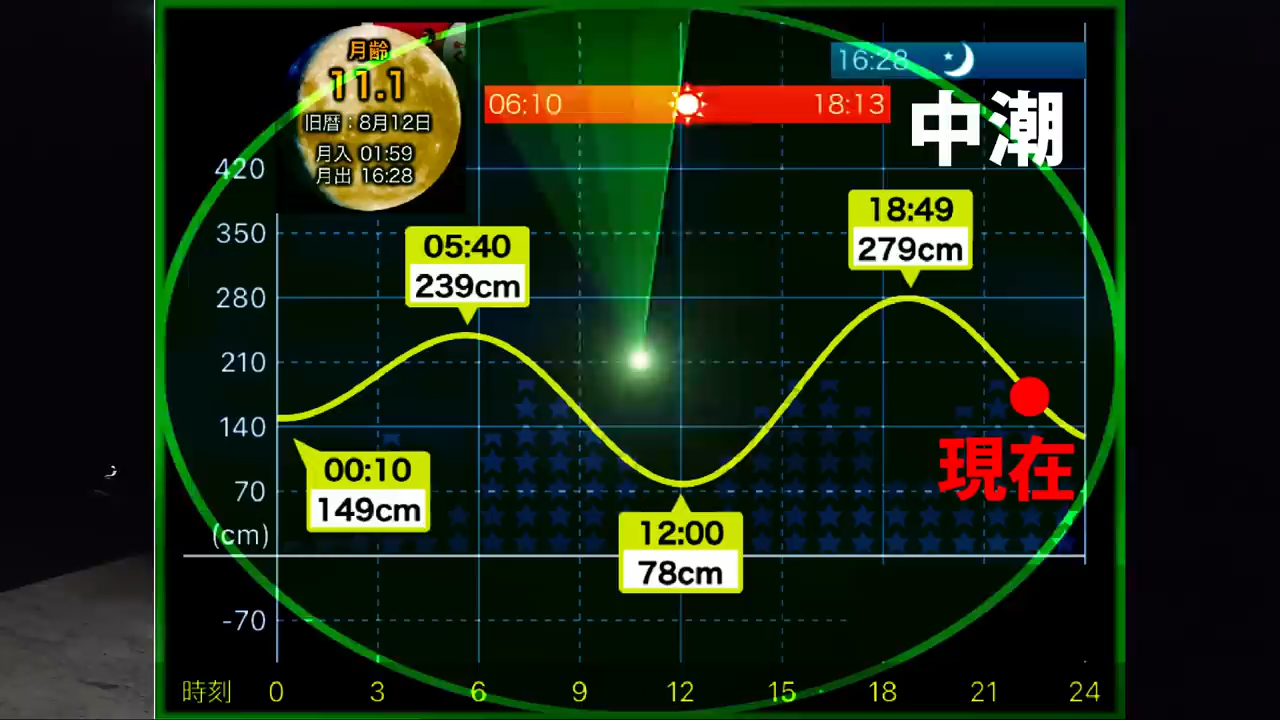 月齢
11.1
旧暦：8月12日
月入 01:59
月出 16:28
16:28
06:10
18:13
中潮
420
350
280
210
140
70
(cm)
-70
05:40
239cm
18:49
279cm
00:10
149cm
12:00
78cm
現在
時刻 0 3 6 9 12 15 18 21 24